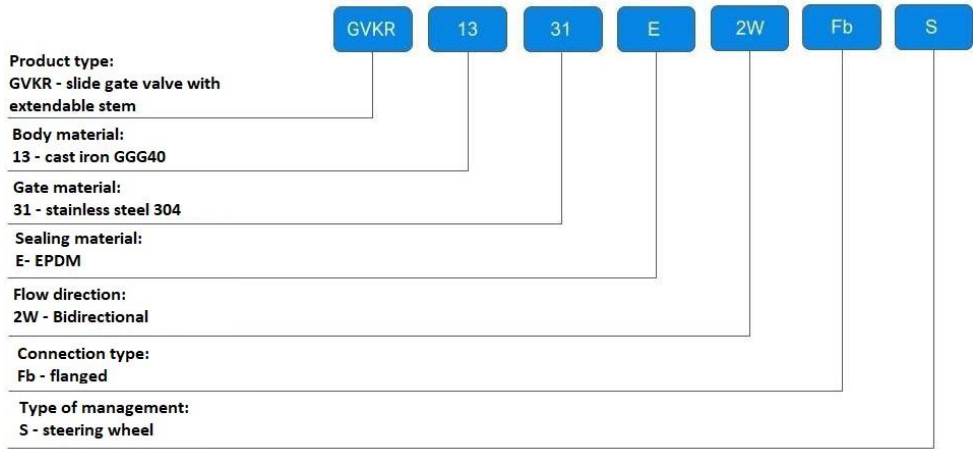 GVKR 13 31 E 2W Fb S
Product type:
GVKR - slide gate valve with
extendable stem
Body material:
13 - cast iron GGG40
Gate material:
31 - stainless steel 304
Sealing material:
E- EPDM
Flow direction:
2W - Bidirectional
Connection type:
Fb - flanged
Type of management:
S - steering wheel